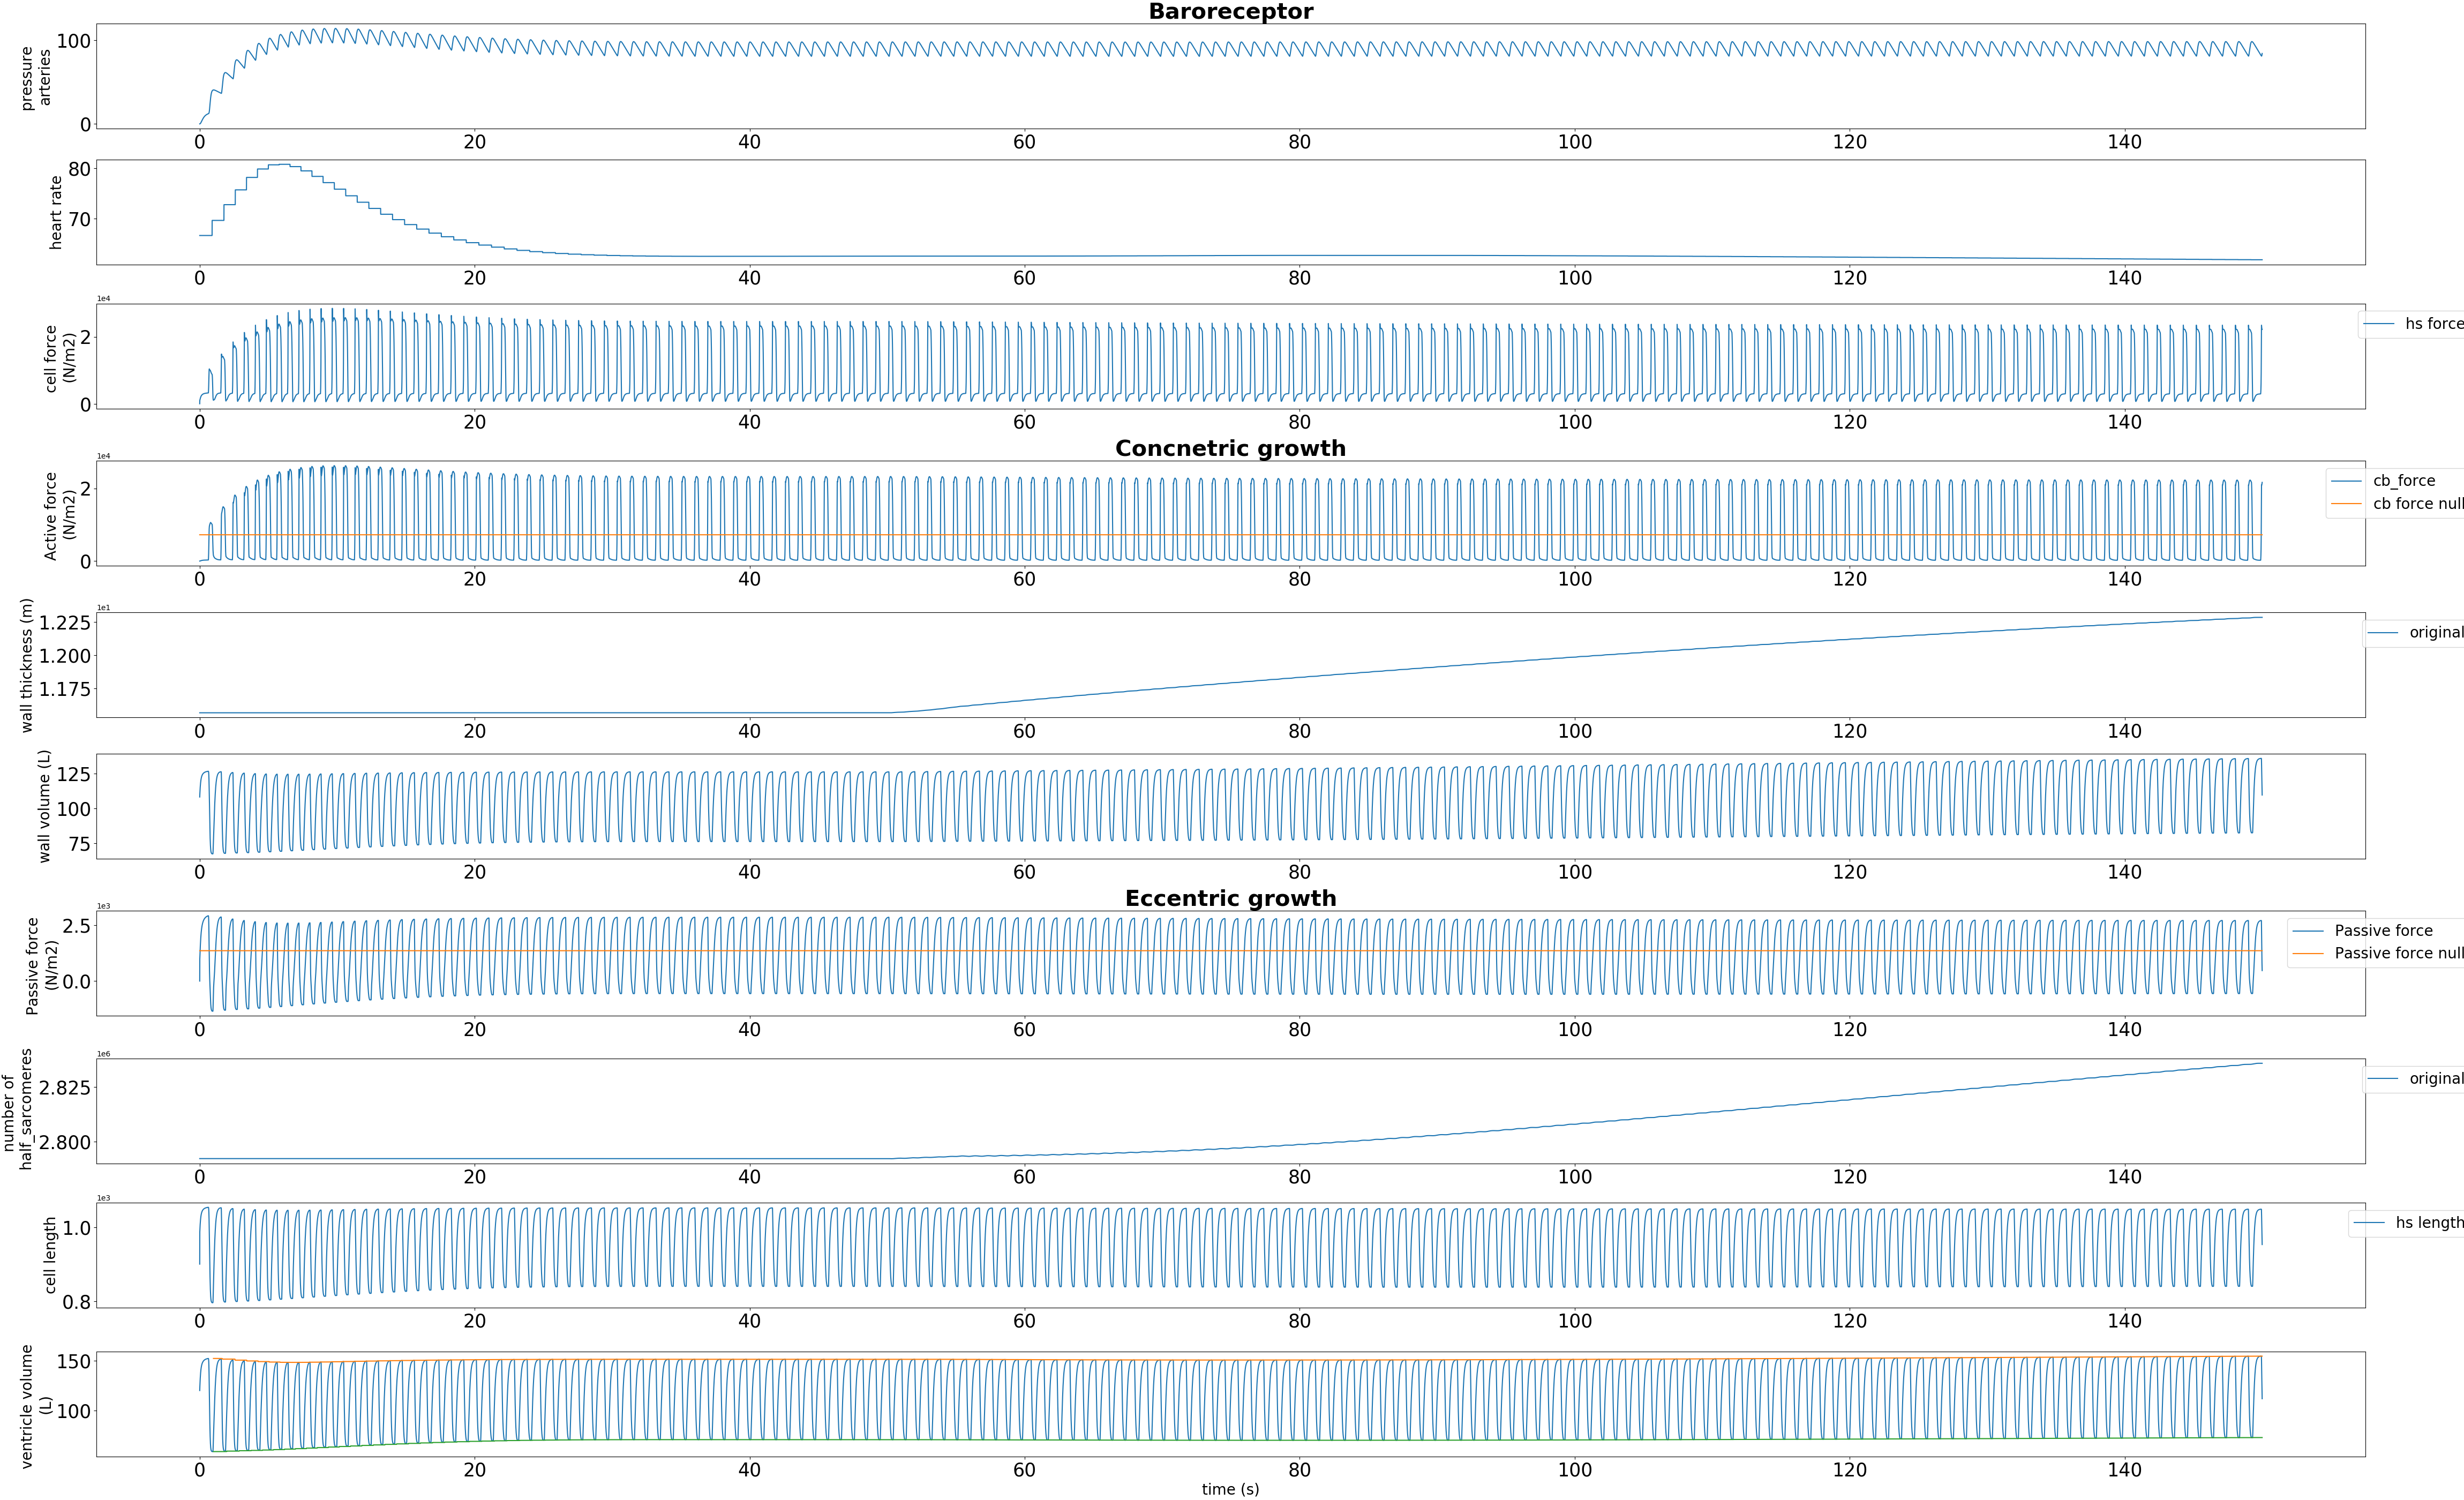 Baroreceptor
pressure
arteries
100
0
0 20 40 60 80 100 120 140
heart rate
80
70
0 20 40 60 80 100 120 140
1e4
cell force
(N/m2)
2
0
hs force
0 20 40 60 80 100 120 140
Concnetric growth
1e4
Active force
(N/m2)
2
0
cb_force
cb force null
0 20 40 60 80 100 120 140
1e1
wall thickness (m)
1.225
1.200
1.175
original
0 20 40 60 80 100 120 140
wall volume (L)
125
100
75
0 20 40 60 80 100 120 140
Eccentric growth
1e3
Passive force
(N/m2)
2.5
0.0
Passive force
Passive force null
0 20 40 60 80 100 120 140
1e6
number of
half_sarcomeres
2.825
2.800
original
0 20 40 60 80 100 120 140
1e3
cell length
1.0
0.8
hs length
0 20 40 60 80 100 120 140
ventricle volume
(L)
150
100
0 20 40 60 80 100 120 140
time (s)